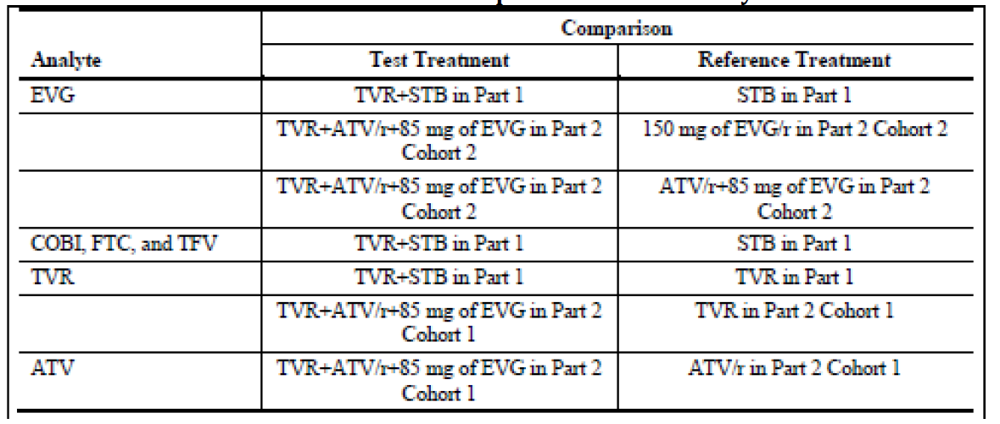 Comparison
Analyte Test Treatment Reference Treatment
EVG TVR+STB in Part 1 STB in Part 1
TVR+ATV/r+85 mg of EVG in Part 2 150 mg of EVG/r in Part 2 Cohort 2
Cohort 2
TVR+ATV/r+85 mg of EVG in Part 2 ATV/r+85 mg of EVG in Part 2
Cohort 2 Cohort 2
COBI, FTC, and TFV TVR+STB in Part 1 STB in Part 1
TVR TVR+STB in Part 1 TVR in Part 1
TVR+ATV/r+85 mg of EVG in Part 2 TVR in Part 2 Cohort 1
Cohort 1
ATV TVR+ATV/r+85 mg of EVG in Part 2 ATV/r in Part 2 Cohort 1
Cohort 1